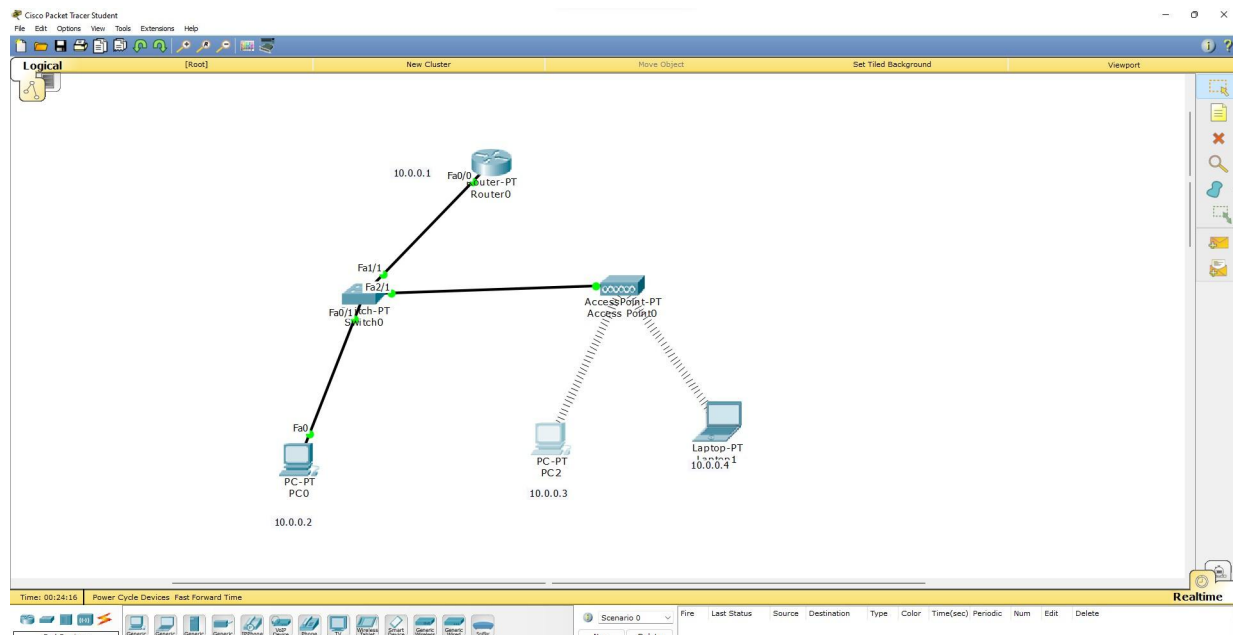 Cisco Packet Tracer Student
File Edit Options View Tools Extensions Help
Logical [Root] New Cluster Move Object Set Tiled Background Viewport
10.0.0.1
Fa0/0
Router0
Fa1/1
Fa2/1
Fa0/1
Switch0
AccessPoint-PT
Access Point0
Fa0
PC-PT
PC0
10.0.0.2
PC-PT
PC2
10.0.0.3
Laptop-PT
10.0.0.4
Time: 00:24:16 Power Cycle Devices Fast Forward Time
Realtime
Scenario 0
Fire Last Status Source Destination Type Color Time(sec) Periodic Num Edit Delete